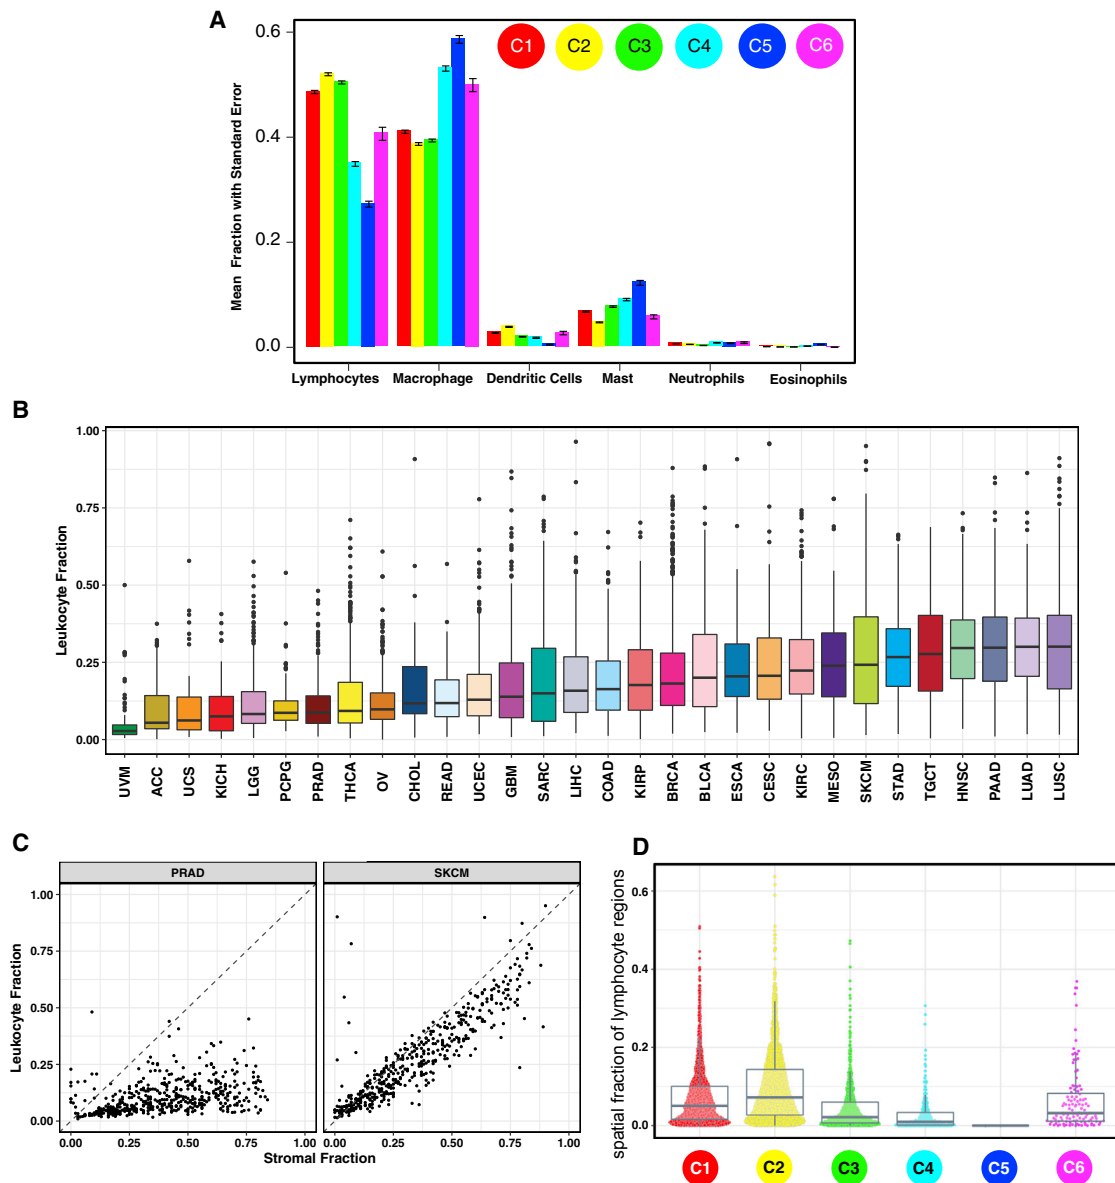 A
C1 C2 C3 C4 C5 C6
Mean Fraction with Standard Error
0.6
0.4
0.2
0.0
Lymphocytes Macrophage Dendritic Cells Mast Neutrophils Eosinophils
B
Leukocyte Fraction
1.00
0.75
0.50
0.25
0.00
UVM ACC UCS KICH LGG PCPG PRAD THCA OV CHOL READ UCEC GBM SARC LIHC COAD KIRP BRCA BLCA ESCA CESC KIRC MESO SKCM STAD TGCT HNSC PAAD LUAD LUSC
C
PRAD SKCM
Leukocyte Fraction
1.00
0.75
0.50
0.25
0.00
0.00 0.25 0.50 0.75 1.00 0.00 0.25 0.50 0.75 1.00
Stromal Fraction
D
spatial fraction of lymphocyte regions
0.6
0.4
0.2
0.0
C1 C2 C3 C4 C5 C6